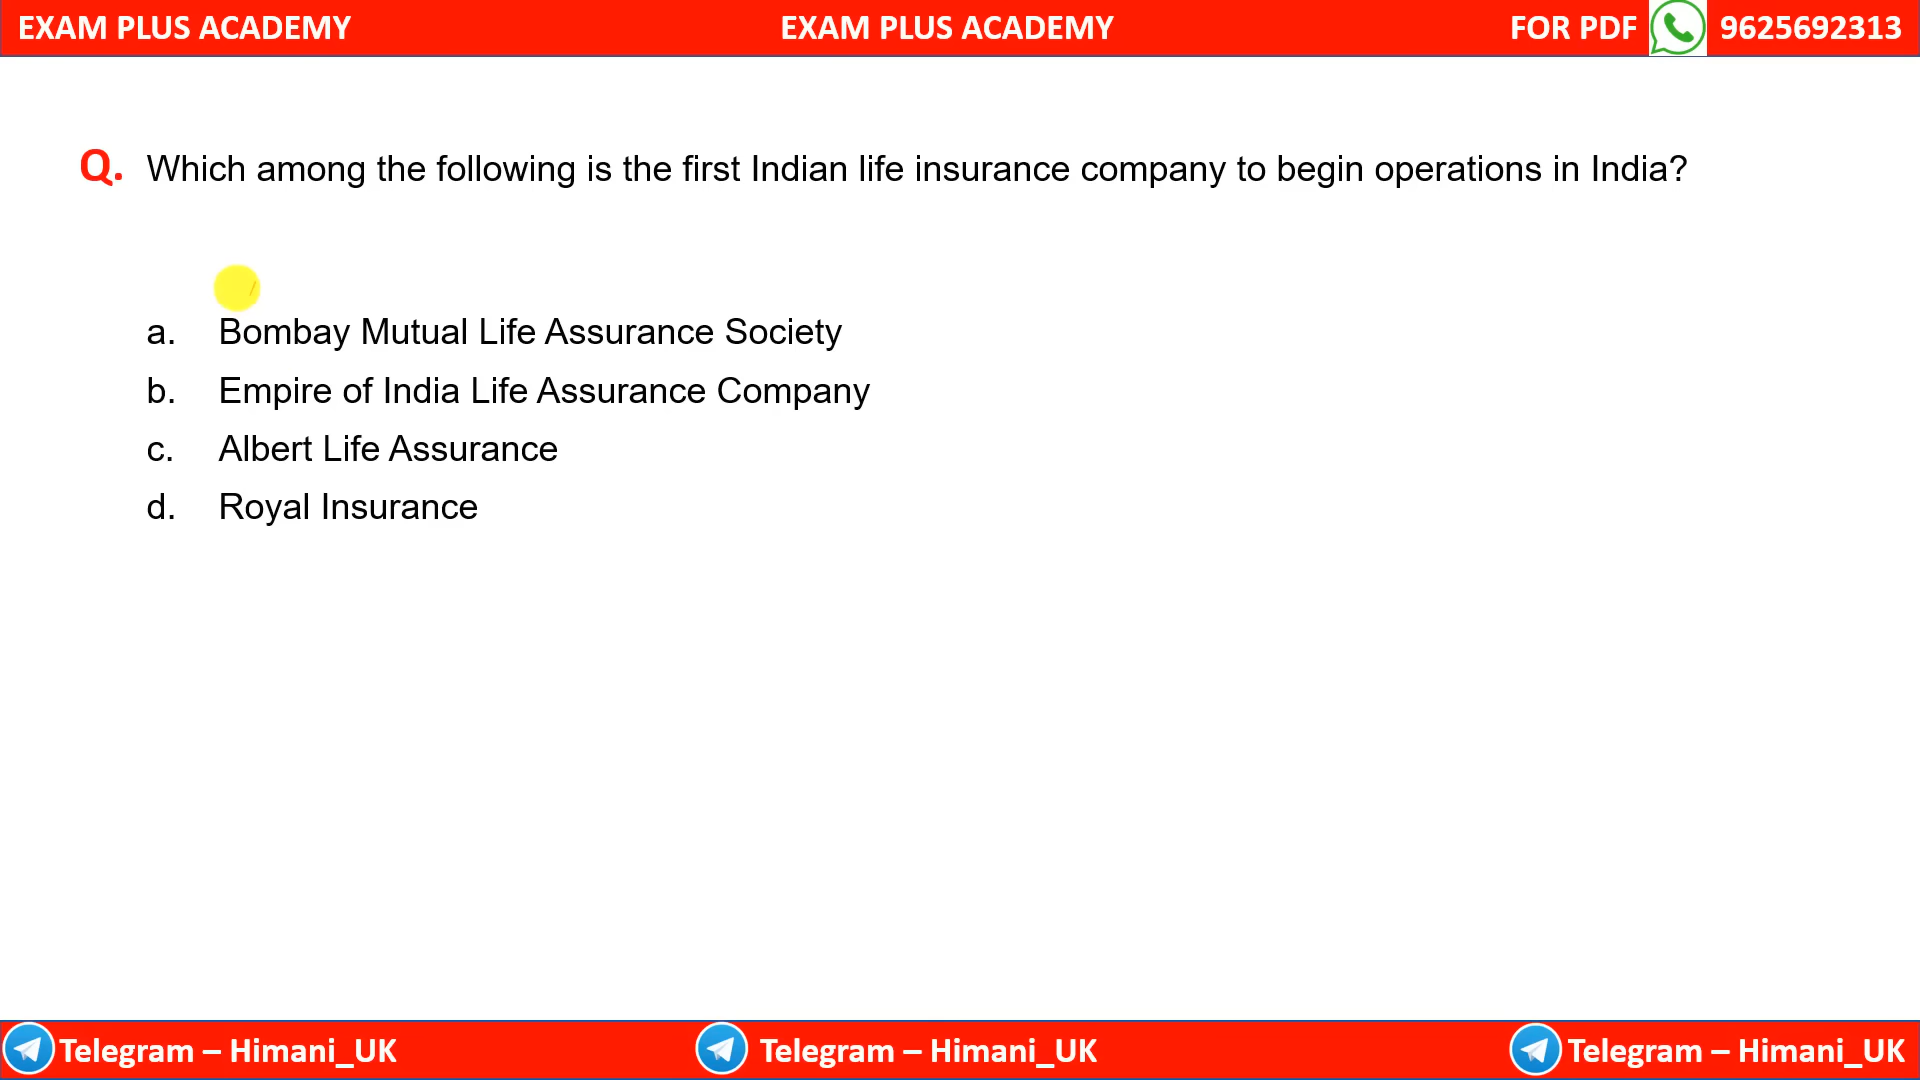 EXAM PLUS ACADEMY EXAM PLUS ACADEMY FOR PDF 9625692313
Q. Which among the following is the first Indian life insurance company to begin operations in India?
a. Bombay Mutual Life Assurance Society
b. Empire of India Life Assurance Company
c. Albert Life Assurance
d. Royal Insurance
Telegram – Himani_UK Telegram – Himani_UK Telegram – Himani_UK